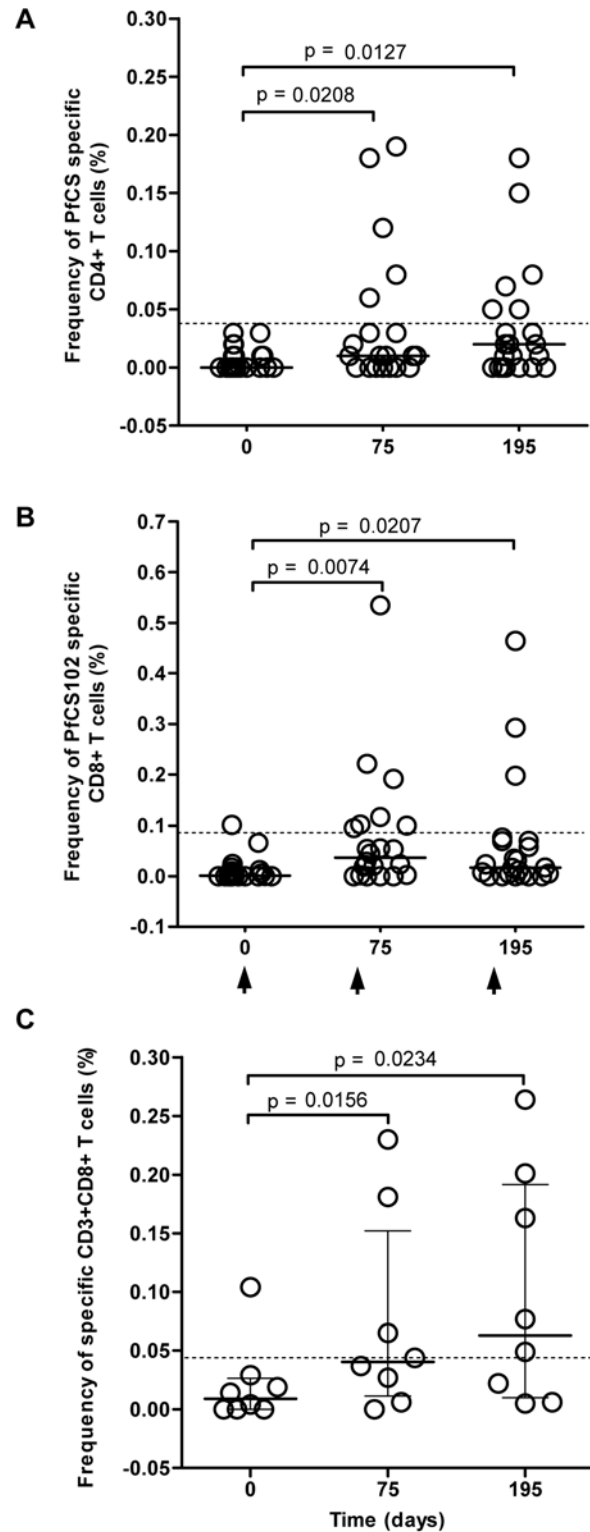 A
Frequency of PfCS specific
CD4+ T cells (%)
0.30
0.25
0.20
0.15
0.10
0.05
0.00
-0.05
p = 0.0127
p = 0.0208
0 75 195
B
Frequency of PfCS102 specific
CD8+ T cells (%)
0.7
0.6
0.5
0.4
0.3
0.2
0.1
0.0
-0.1
p = 0.0207
p = 0.0074
0 75 195
C
Frequency of specific CD3+CD8+ T cells (%)
0.30
0.25
0.20
0.15
0.10
0.05
0.00
-0.05
p = 0.0234
p = 0.0156
0 75 195
Time (days)